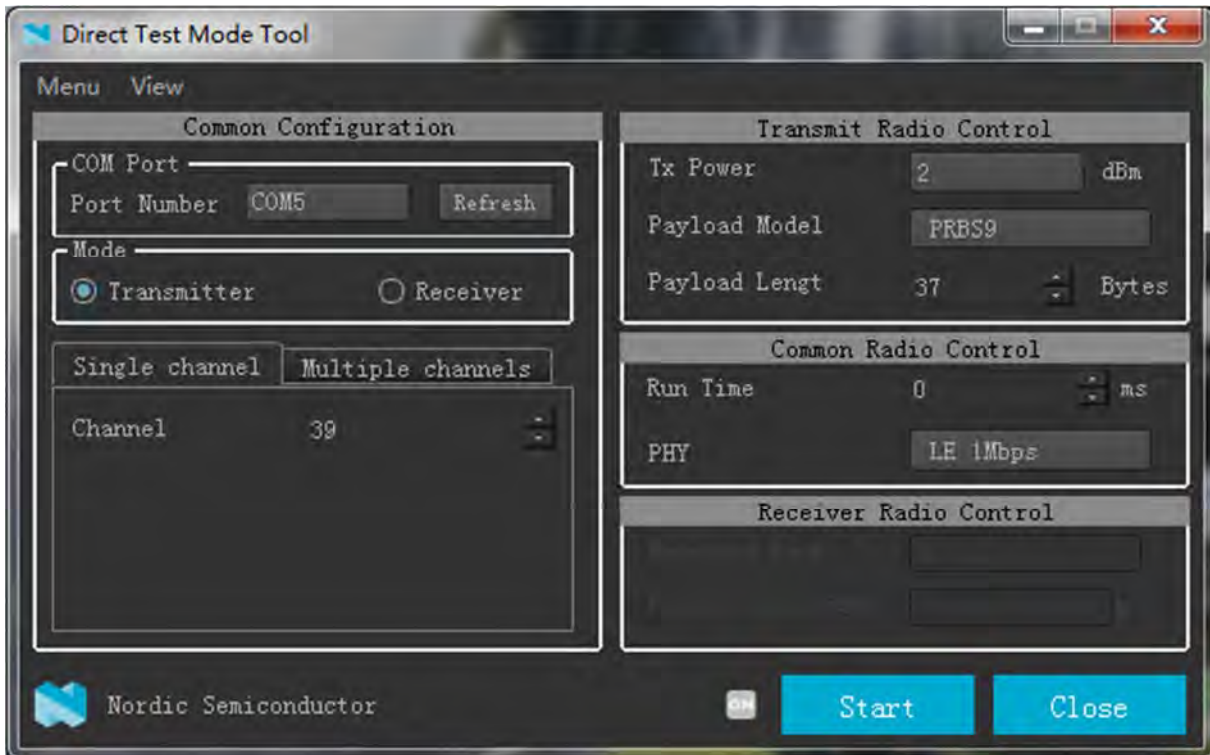 Direct Test Mode Tool
Menu View
Common Configuration
COM Port
Port Number COM5 Refresh
Mode
Transmitter Receiver
Single channel Multiple channels
Channel 39
Transmit Radio Control
Tx Power 2 dBm
Payload Model PRBS9
Payload Lengt 37 Bytes
Common Radio Control
Run Time 0 ms
PHY LE 1Mbps
Receiver Radio Control
Nordic Semiconductor ON Start Close